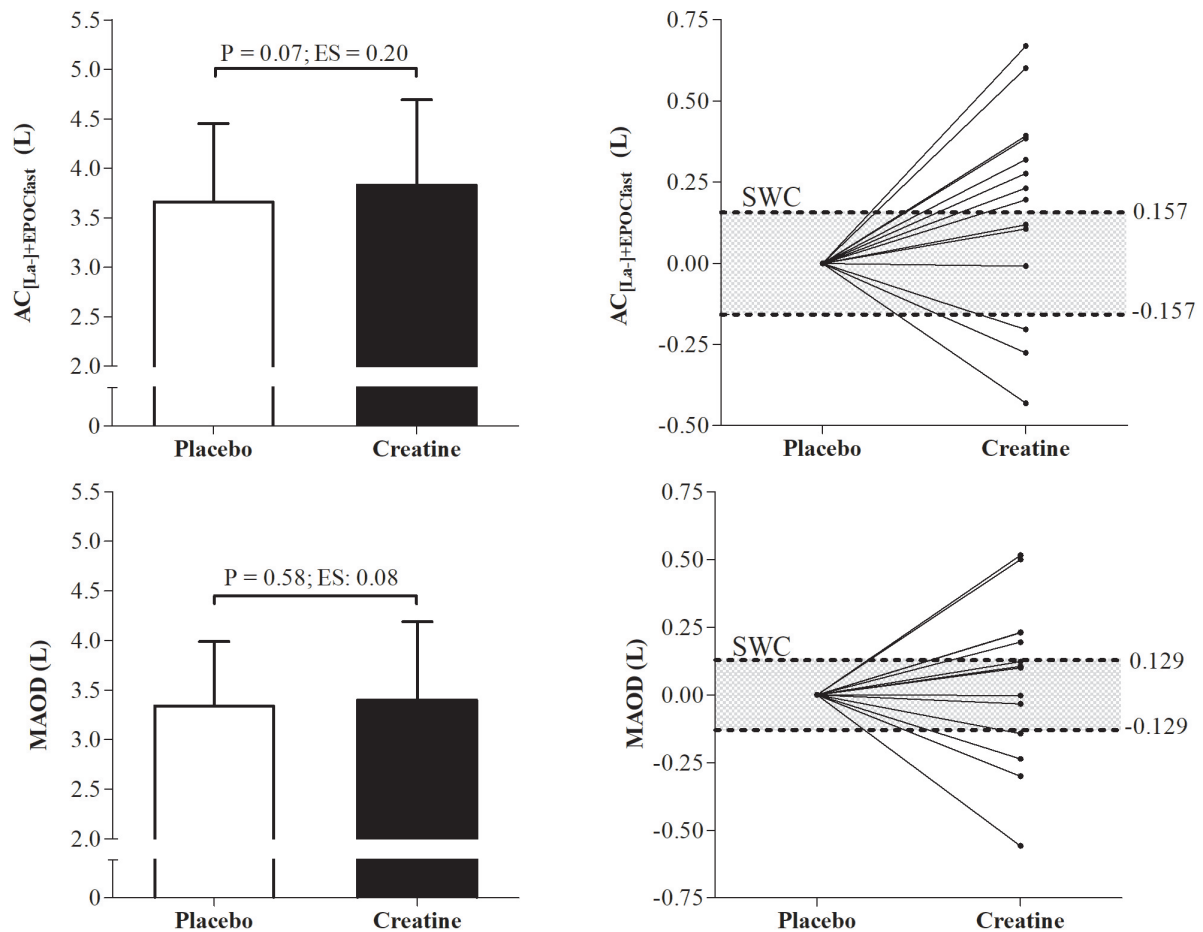 5.5
5.0
4.5
4.0
3.5
3.0
2.5
2.0
0
AC[La-]+EPOCfast (L)
P = 0.07; ES = 0.20
Placebo
Creatine
0.75
0.50
0.25
0.00
-0.25
-0.50
AC[La-]+EPOCfast (L)
SWC
0.157
-0.157
Placebo
Creatine
5.5
5.0
4.5
4.0
3.5
3.0
2.5
2.0
0
MAOD (L)
P = 0.58; ES: 0.08
Placebo
Creatine
0.75
0.50
0.25
0.00
-0.25
-0.50
-0.75
MAOD (L)
SWC
0.129
-0.129
Placebo
Creatine